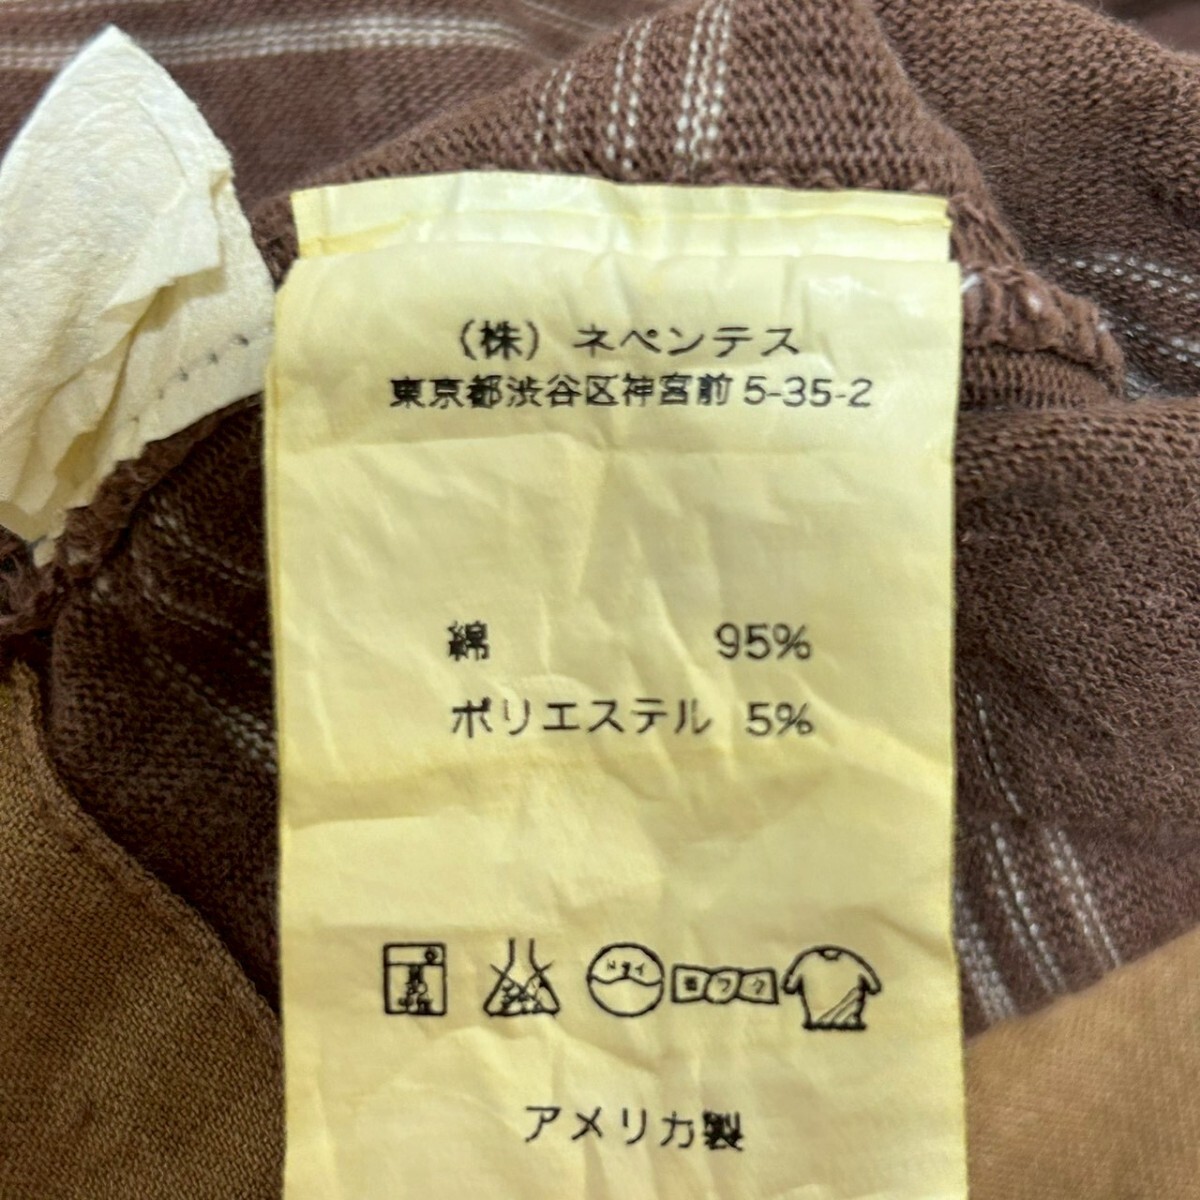 （株）ネペンテス
東京都渋谷区神宮前 5-35-2
綿 95%
ポリエステル 5%
アメリカ製